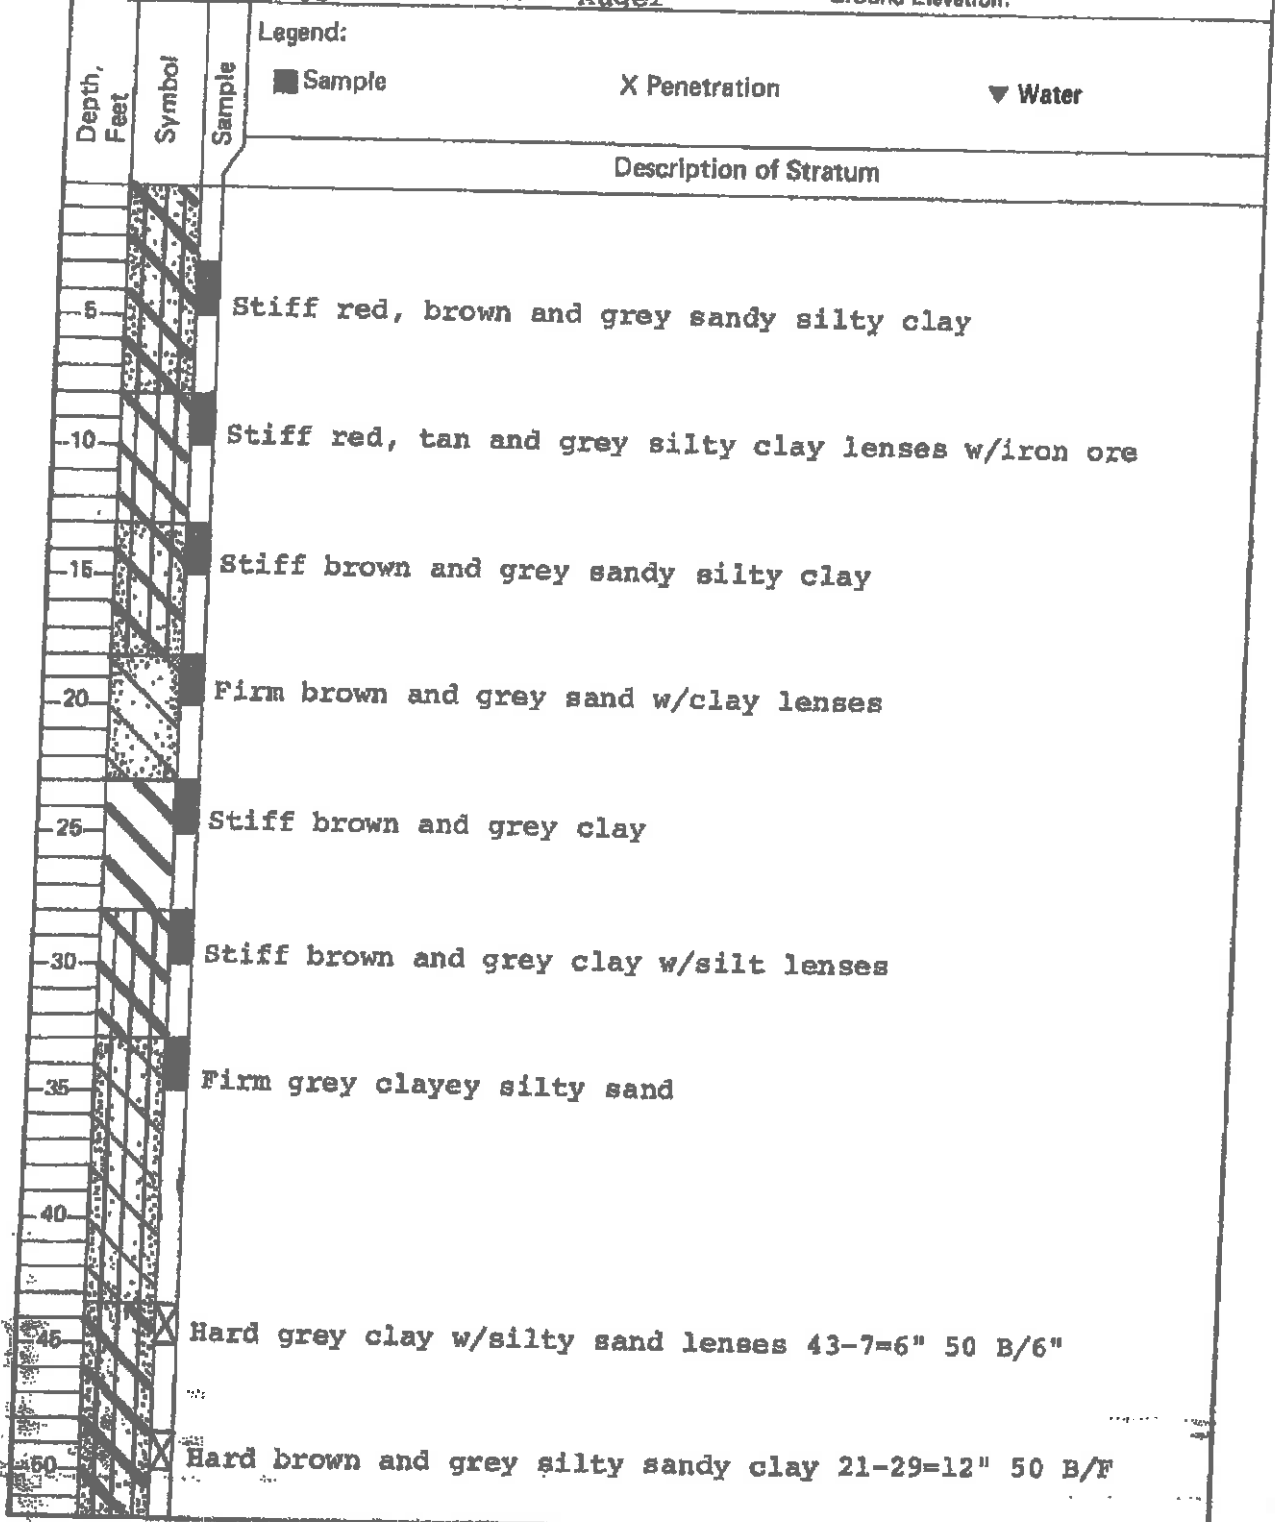 Auger Ground Elevation:
Legend:
Depth, Feet
Symbol
Sample
Sample X Penetration Water
Description of Stratum
5
Stiff red, brown and grey sandy silty clay
10
Stiff red, tan and grey silty clay lenses w/iron ore
15
Stiff brown and grey sandy silty clay
20
Firm brown and grey sand w/clay lenses
25
Stiff brown and grey clay
30
Stiff brown and grey clay w/silt lenses
35
Firm grey clayey silty sand
40
45
Hard grey clay w/silty sand lenses 43-7=6" 50 B/6"
50
Hard brown and grey silty sandy clay 21-29=12" 50 B/F